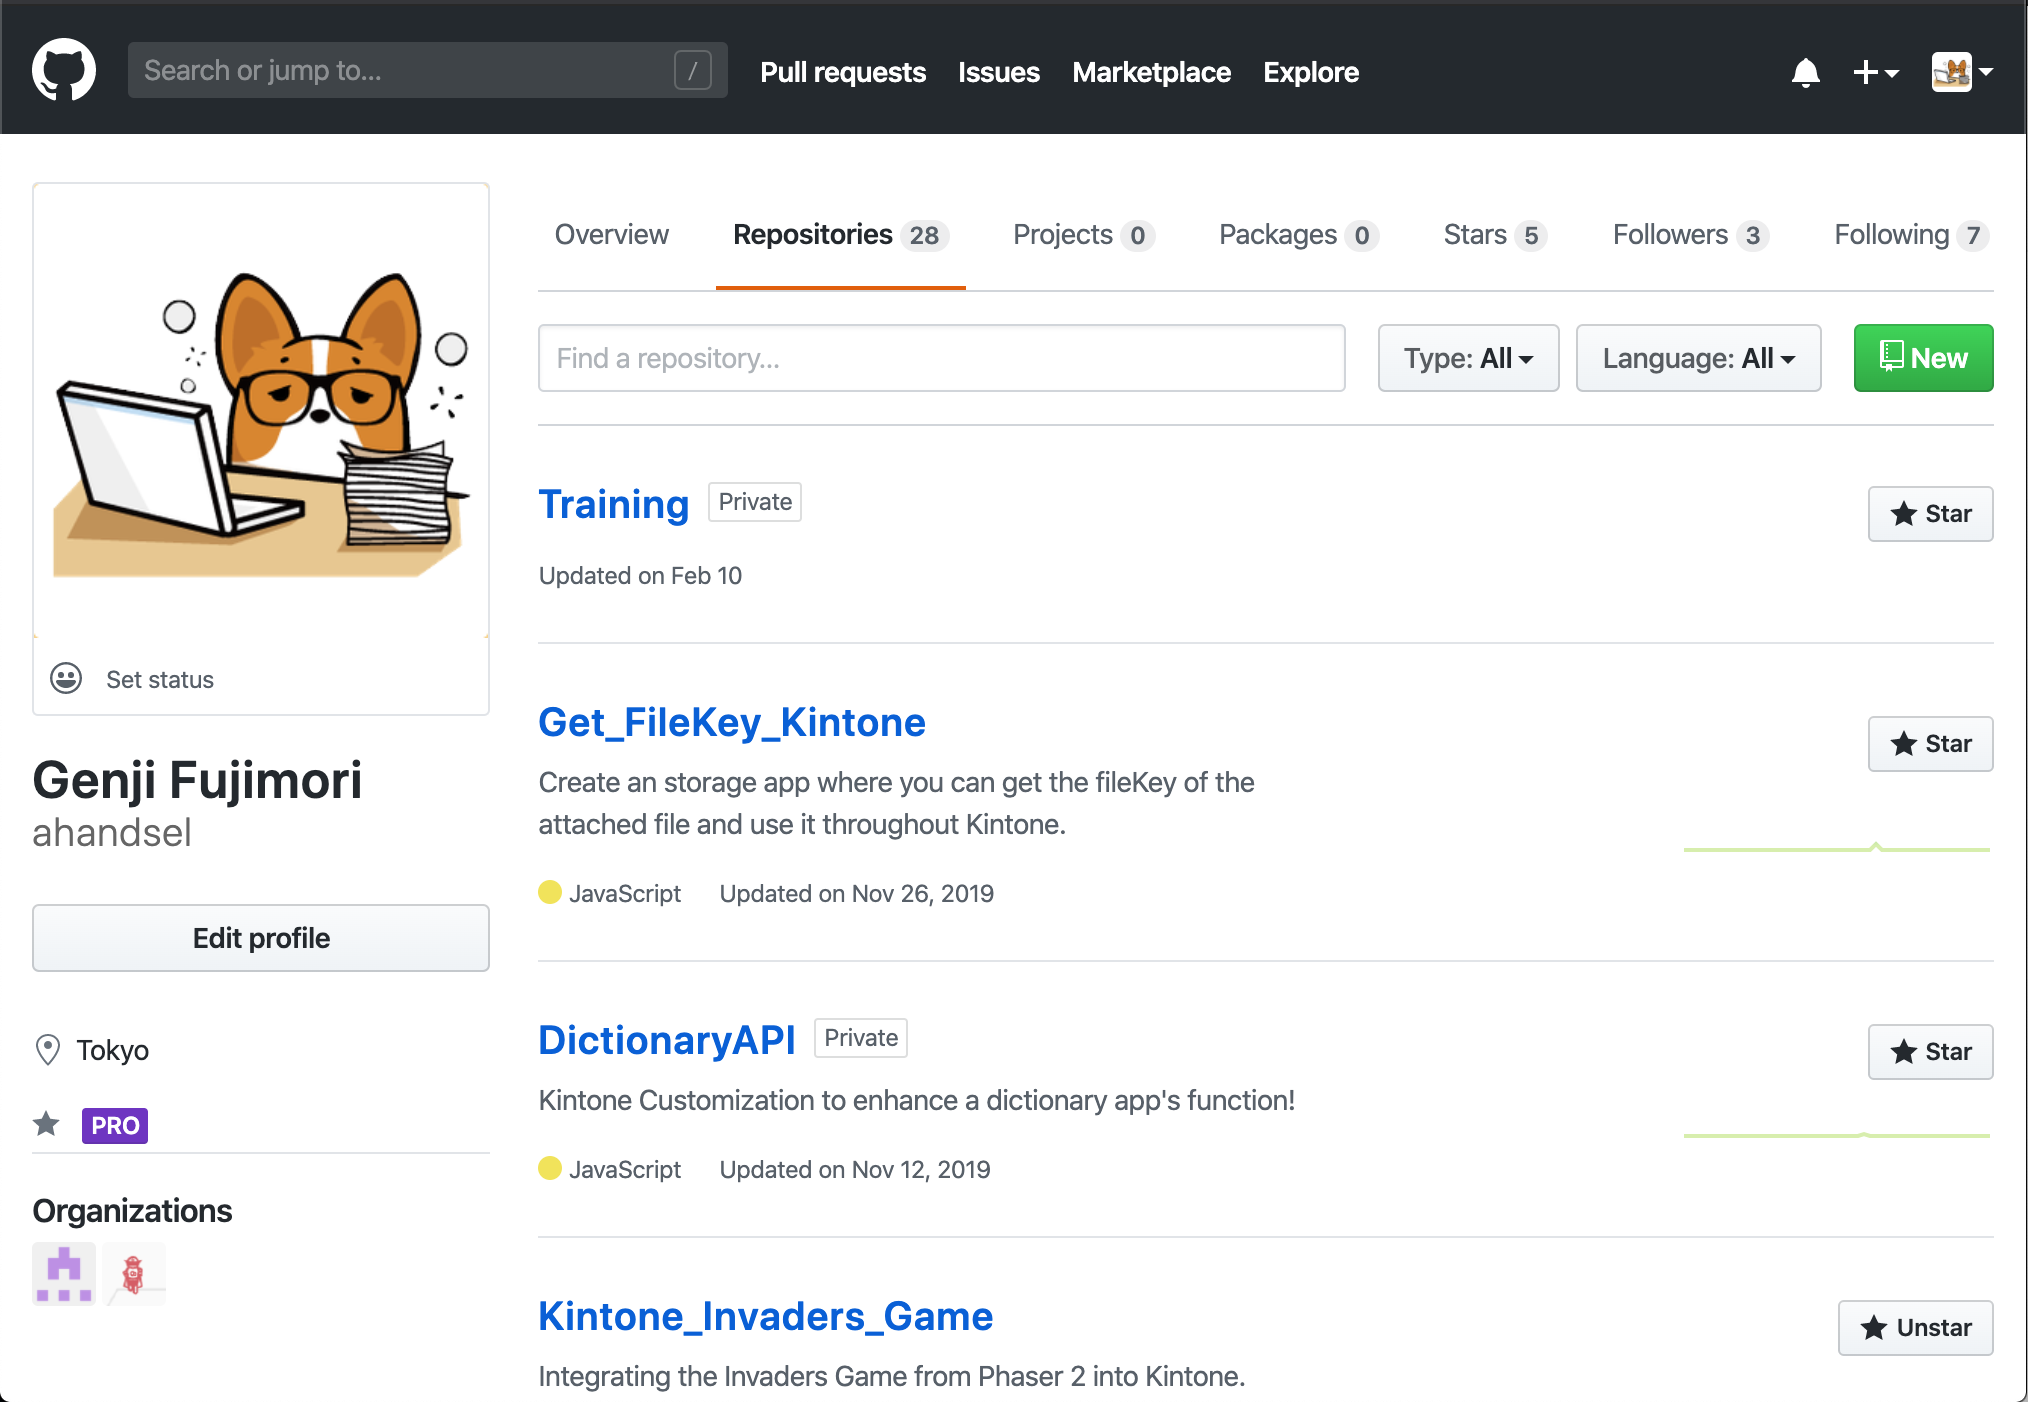 Search or jump to... /
Pull requests Issues Marketplace Explore
Overview Repositories 28 Projects 0 Packages 0 Stars 5 Followers 3 Following 7
Find a repository...
Type: All
Language: All
New
Set status
Genji Fujimori
ahandsel
Edit profile
Tokyo
PRO
Organizations
Training Private
Star
Updated on Feb 10
Get_FileKey_Kintone
Star
Create an storage app where you can get the fileKey of the
attached file and use it throughout Kintone.
JavaScript Updated on Nov 26, 2019
DictionaryAPI Private
Star
Kintone Customization to enhance a dictionary app's function!
JavaScript Updated on Nov 12, 2019
Kintone_Invaders_Game
Unstar
Integrating the Invaders Game from Phaser 2 into Kintone.